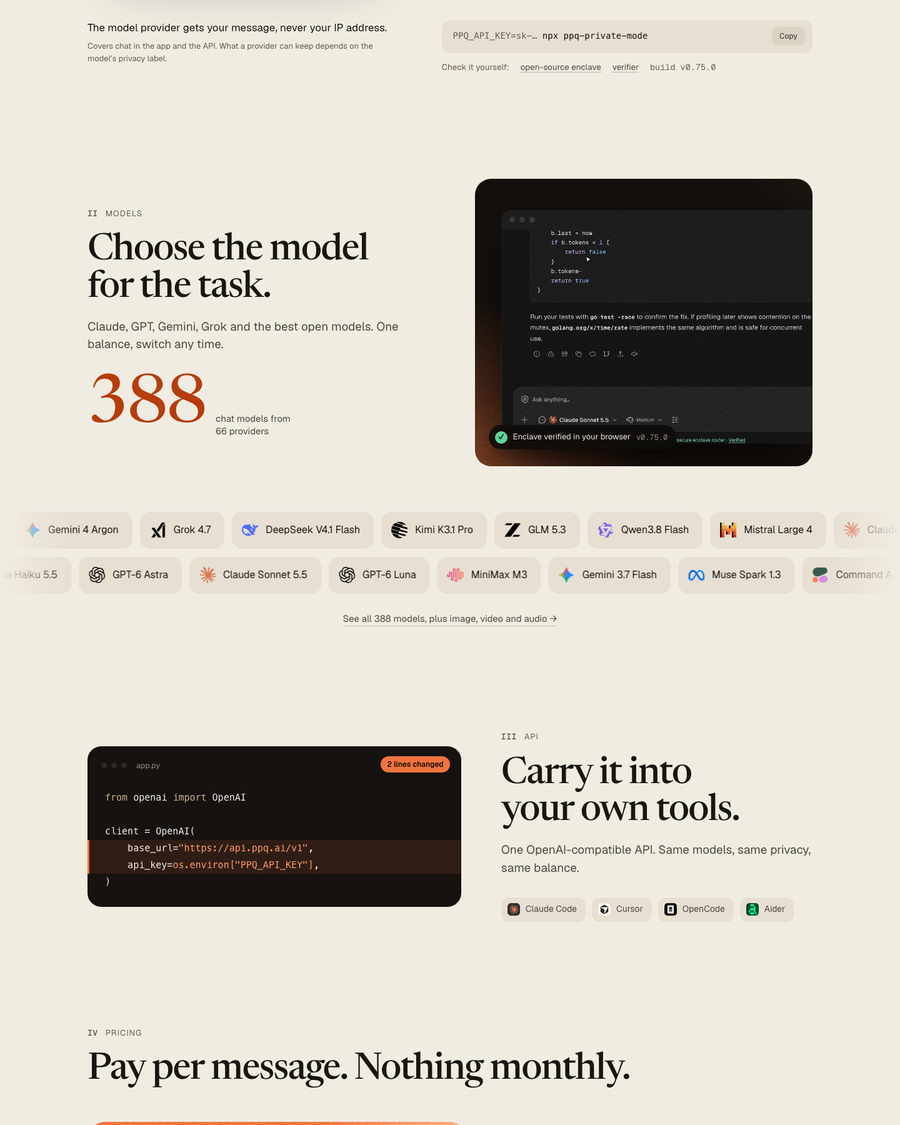 The model provider gets your message, never your IP address.
Covers chat in the app and the API. What a provider can keep depends on the
model's privacy label.
PPQ_API_KEY=sk-… npx ppq-private-mode
Copy
Check it yourself: open-source enclave verifier build v0.75.0
II MODELS
Choose the model
for the task.
Claude, GPT, Gemini, Grok and the best open models. One
balance, switch any time.
388
chat models from
66 providers
b.last = now
if b.tokens < 1 {
return false
}
b.tokens-
return true
}
Run your tests with go test -race to confirm the fix. If profiling later shows contention on the
mutex, golang.org/x/time/rate implements the same algorithm and is safe for concurrent
use.
Ask anything...
Claude Sonnet 5.5 Medium
Enclave verified in your browser v0.75.0
secure enclave router · Verified
Gemini 4 Argon
Grok 4.7
DeepSeek V4.1 Flash
Kimi K3.1 Pro
GLM 5.3
Qwen3.8 Flash
Mistral Large 4
Claud
Haiku 5.5
GPT-6 Astra
Claude Sonnet 5.5
GPT-6 Luna
MiniMax M3
Gemini 3.7 Flash
Muse Spark 1.3
Command A
See all 388 models, plus image, video and audio →
app.py
2 lines changed
from openai import OpenAI
client = OpenAI(
base_url="https://api.ppq.ai/v1",
api_key=os.environ["PPQ_API_KEY"],
)
III API
Carry it into
your own tools.
One OpenAI-compatible API. Same models, same privacy,
same balance.
Claude Code
Cursor
OpenCode
Aider
IV PRICING
Pay per message. Nothing monthly.